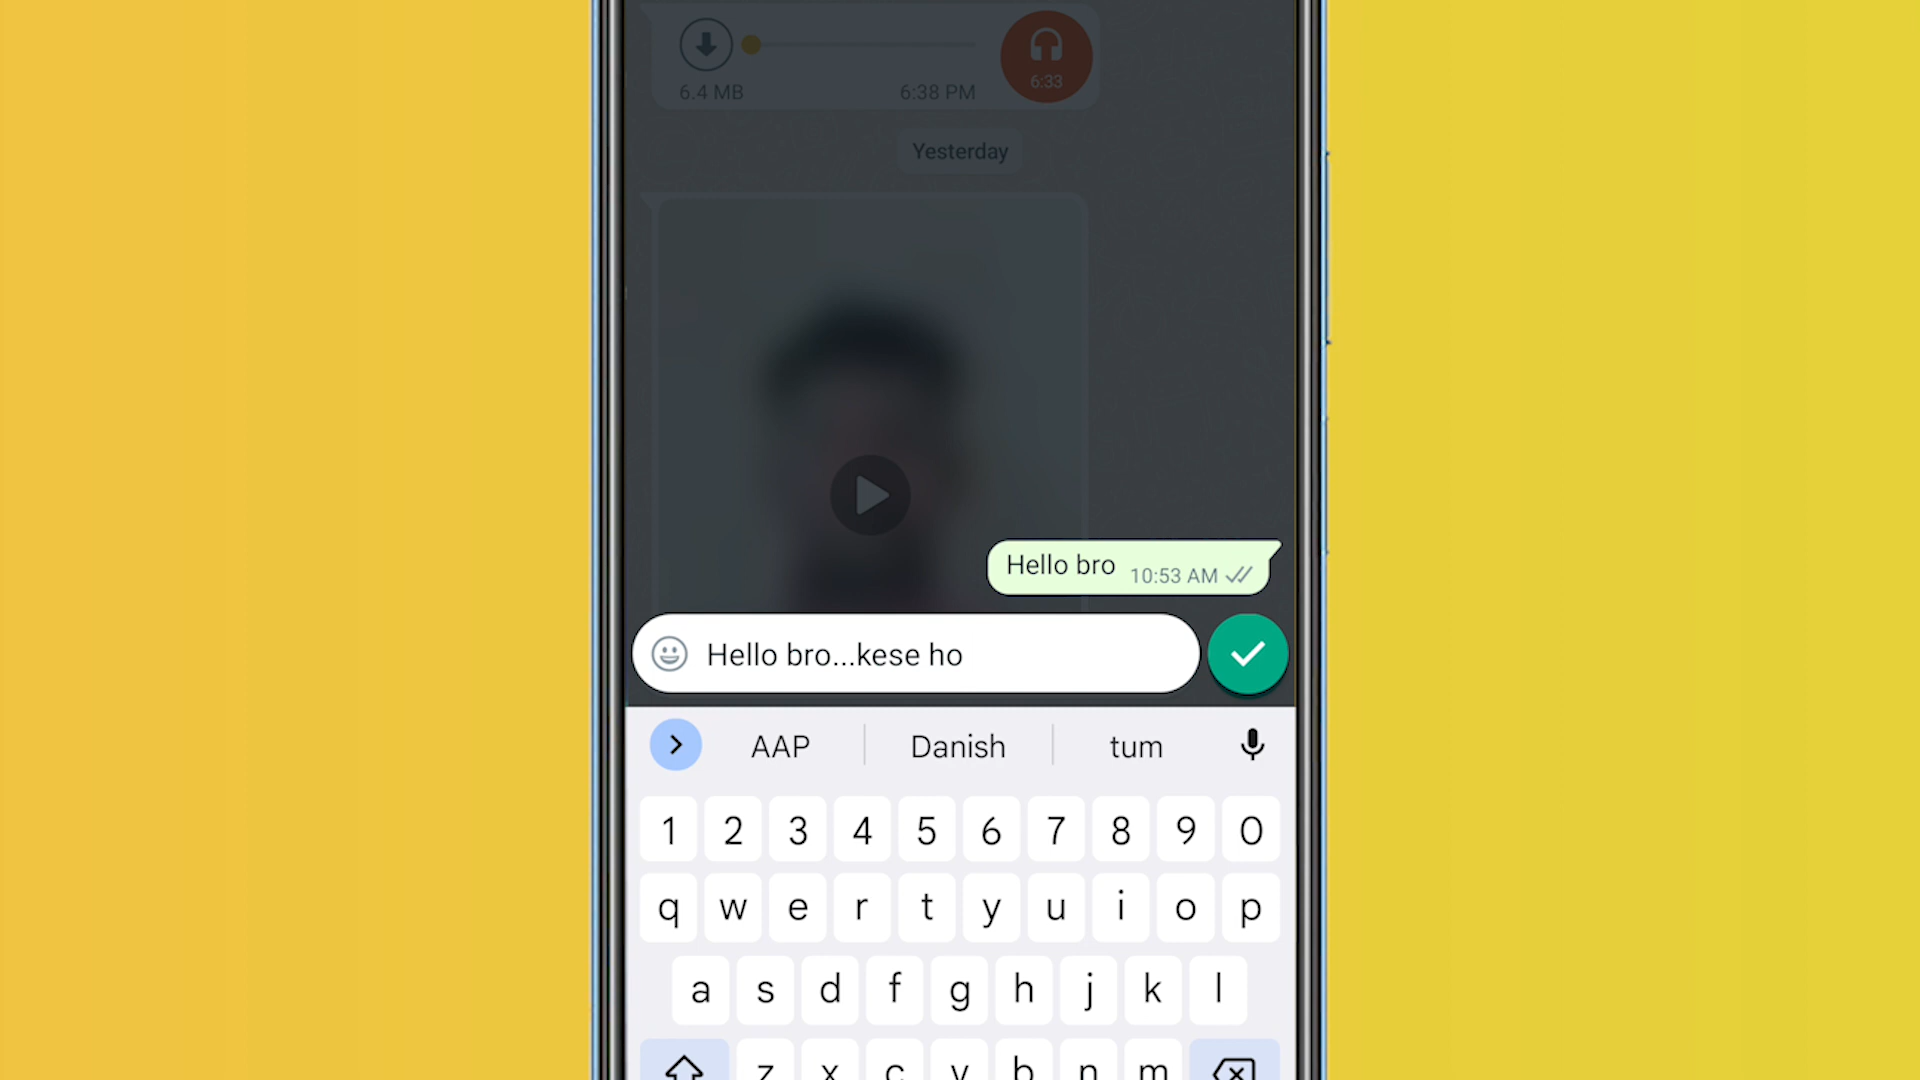 6.4 MB 6:38 PM 6:33
Yesterday
Hello bro 10:53 AM
Hello bro...kese ho
AAP Danish tum
1 2 3 4 5 6 7 8 9 0
q w e r t y u i o p
a s d f g h j k l
z x c v b n m